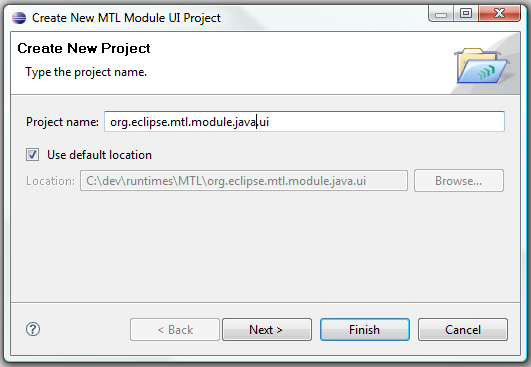 Create New MTL Module UI Project
Create New Project
Type the project name.
Project name: org.eclipse.mtl.module.java.ui
Use default location
Location: C:\dev\runtimes\MTL\org.eclipse.mtl.module.java.ui Browse...
? < Back Next > Finish Cancel